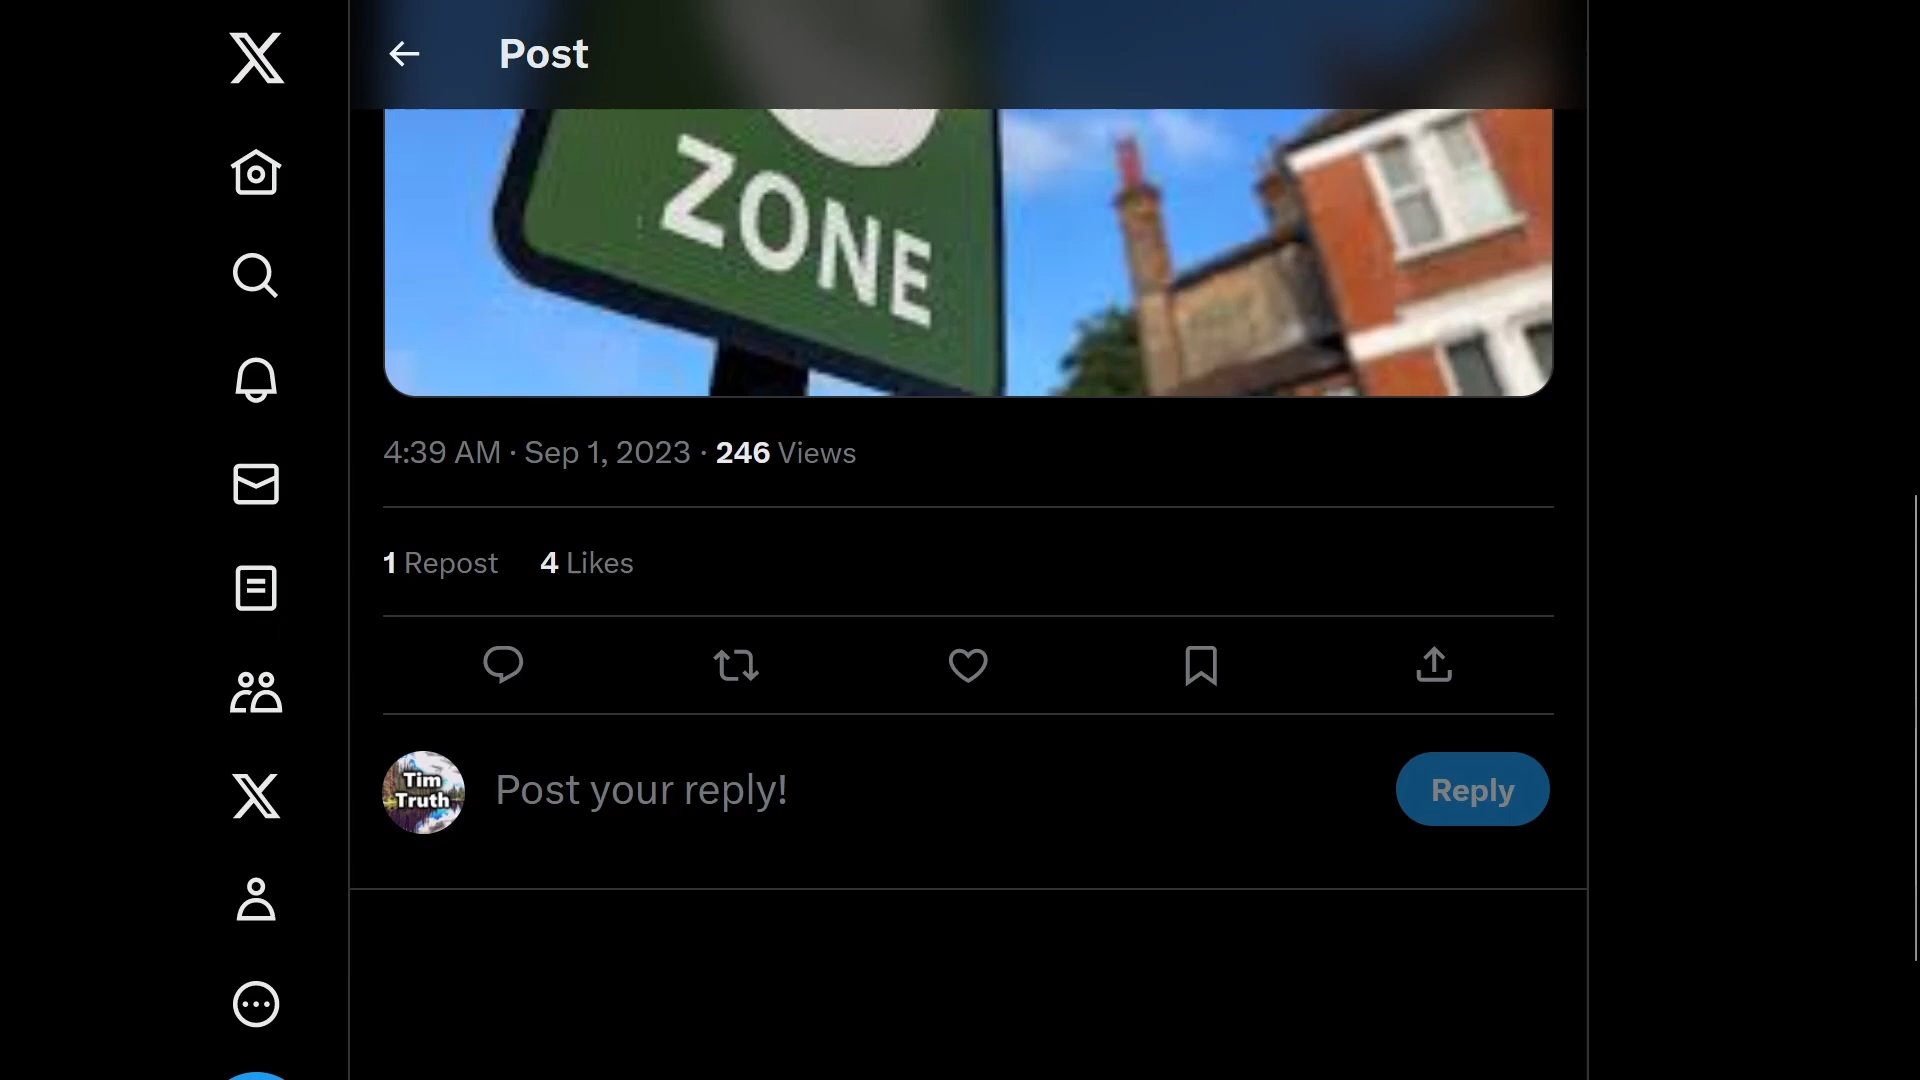 Post
ZONE
4:39 AM · Sep 1, 2023 · 246 Views
1 Repost 4 Likes
Tim
Truth
Post your reply!
Reply